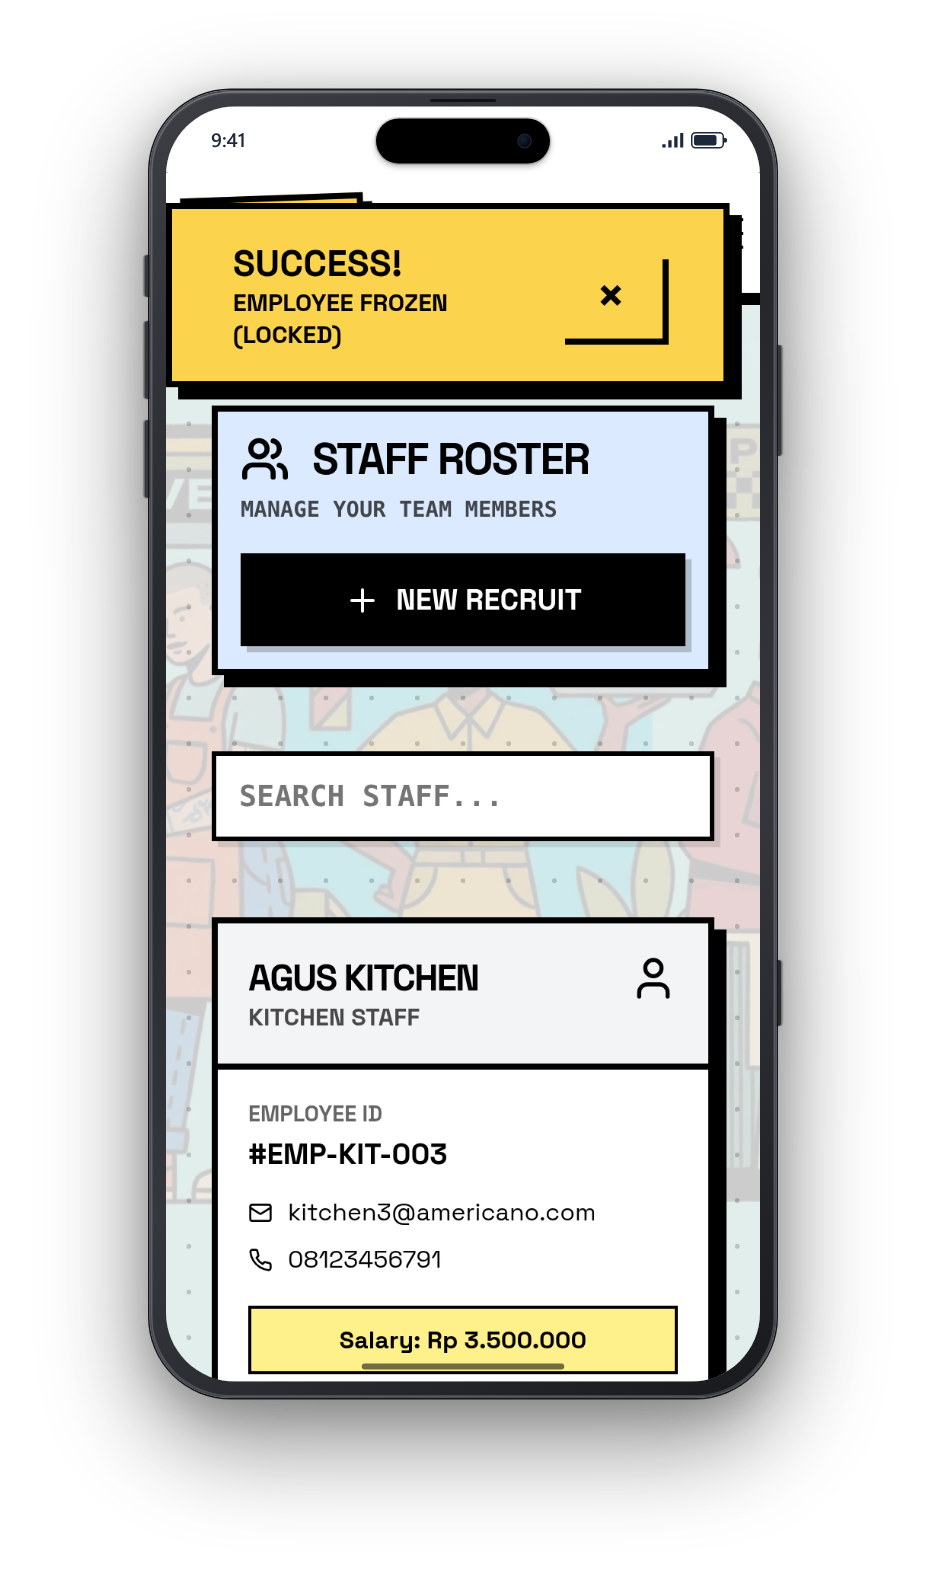 9:41
SUCCESS!
EMPLOYEE FROZEN
(LOCKED)
STAFF ROSTER
MANAGE YOUR TEAM MEMBERS
NEW RECRUIT
SEARCH STAFF...
AGUS KITCHEN
KITCHEN STAFF
EMPLOYEE ID
#EMP-KIT-003
kitchen3@americano.com
08123456791
Salary: Rp 3.500.000